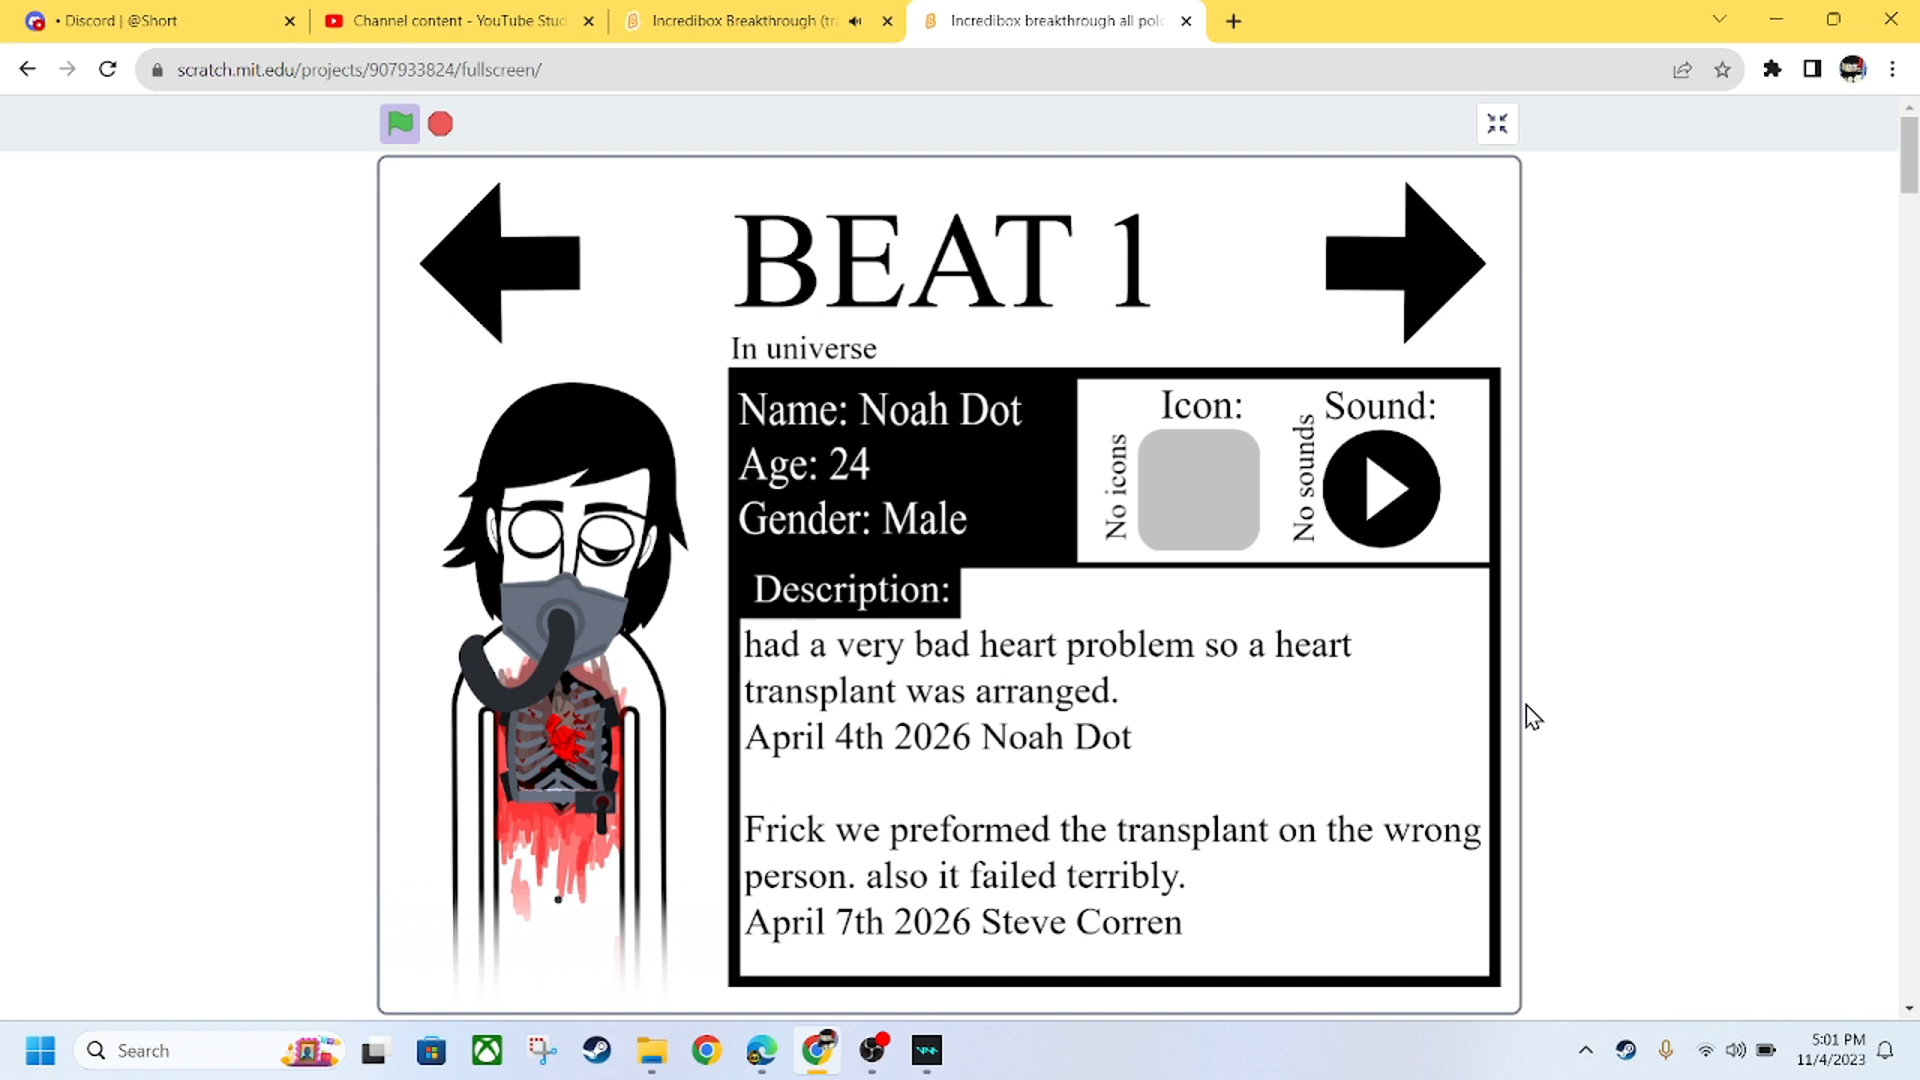 • Discord | @Short
Channel content - YouTube Stud
Incredibox Breakthrough (tra
Incredibox breakthrough all polo
scratch.mit.edu/projects/907933824/fullscreen/
BEAT 1
In universe
Name: Noah Dot
Age: 24
Gender: Male
Icon:
No icons
Sound:
No sounds
Description:
had a very bad heart problem so a heart
transplant was arranged.
April 4th 2026 Noah Dot
Frick we preformed the transplant on the wrong
person. also it failed terribly.
April 7th 2026 Steve Corren
Search
5:01 PM
11/4/2023